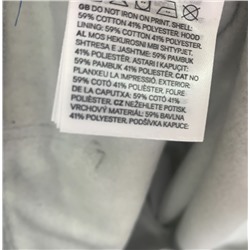 GB DO NOT IRON ON PRINT. SHELL:
59% COTTON 41% POLYESTER. HOOD
LINING: 59% COTTON 41% POLYESTER.
AL MOS HEKUROSNI MBI SHTYPJET.
SHTRESA E JASHTME: 59% PAMBUK
41% POLIESTËR. ASTARI I KAPUÇIT:
59% PAMBUK 41% POLIESTËR. CAT NO
PLANXEU LA IMPRESSIÓ. EXTERIOR:
59% COTÓ 41% POLIÈSTER. FOLRE
DE LA CAPUTXA: 59% COTÓ 41%
POLIÈSTER. CZ NEŽEHLETE POTISK.
VRCHOVÝ MATERIÁL: 59% BAVLNA
41% POLYESTER. PODŠÍVKA KAPUCE: